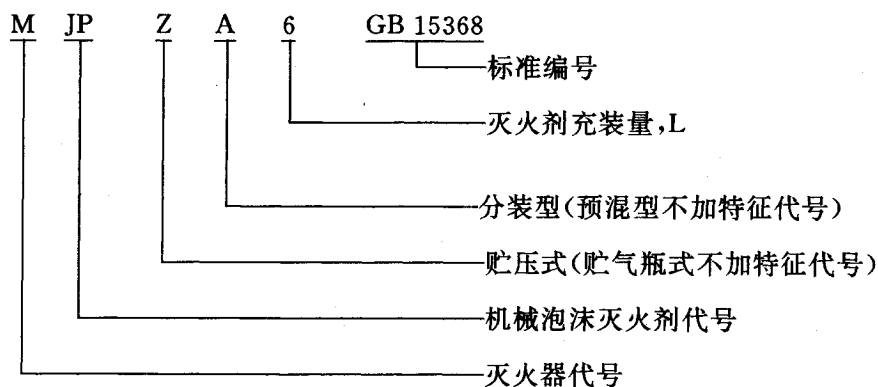 M JP Z A 6 GB 15368
标准编号
灭火剂充装量,L
分装型(预混型不加特征代号)
贮压式(贮气瓶式不加特征代号)
机械泡沫灭火剂代号
灭火器代号